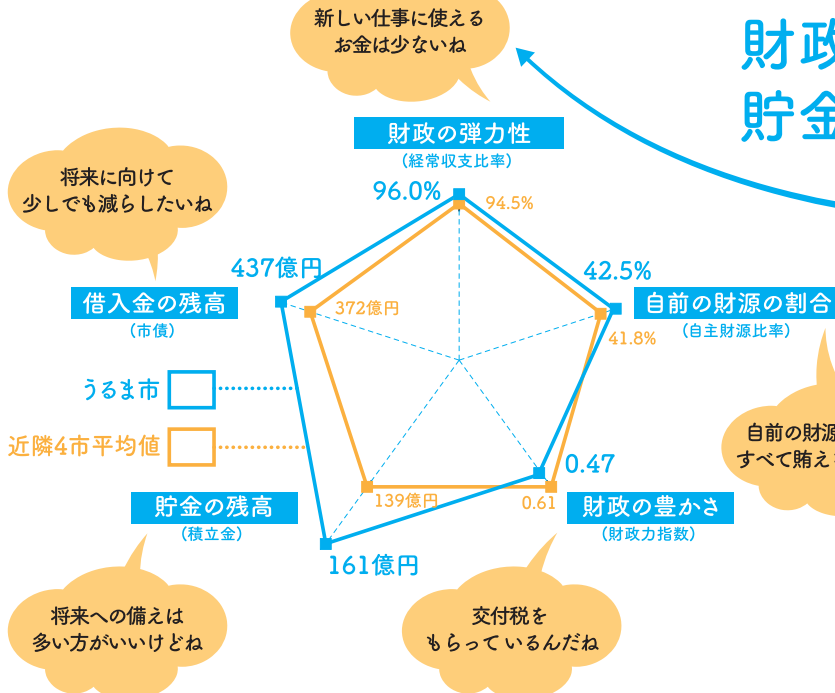 新しい仕事に使える
お金は少ないね
財政
貯金
財政の弾力性
(経常収支比率)
96.0%
94.5%
将来に向けて
少しでも減らしたいね
437億円
42.5%
借入金の残高
(市債)
372億円
自前の財源の割合
(自主財源比率)
41.8%
うるま市
近隣4市平均値
自前の財源
すべて賄え
0.47
貯金の残高
(積立金)
139億円
0.61
財政の豊かさ
(財政力指数)
161億円
将来への備えは
多い方がいいけどね
交付税を
もらっているんだね